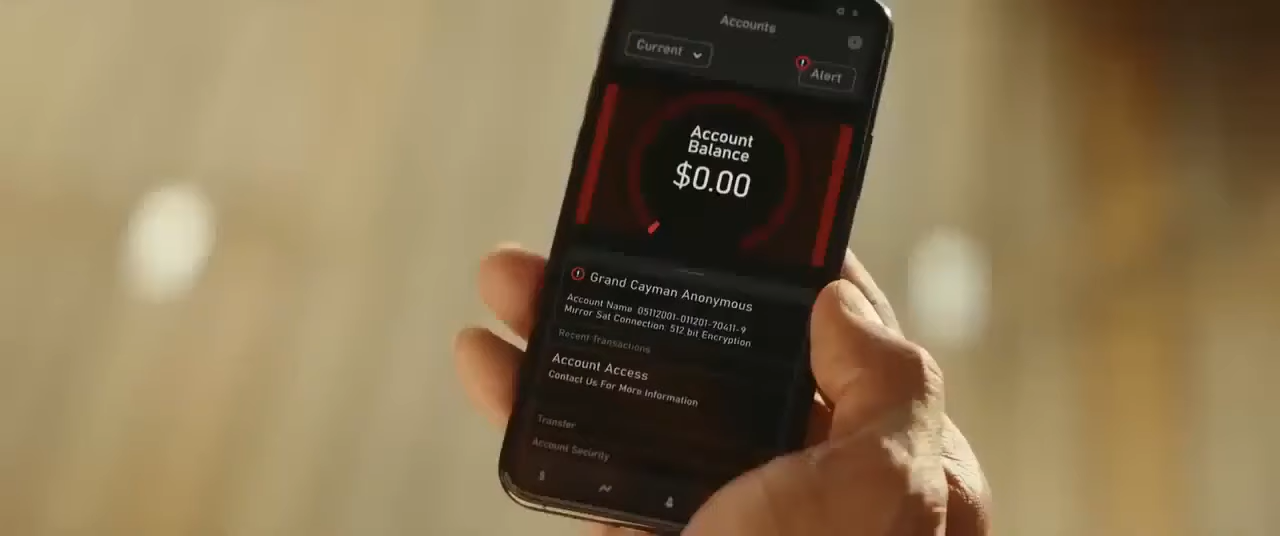 Accounts
Current
Alert
Account
Balance
$0.00
Grand Cayman Anonymous
Account Name 05112001-011201-70411-9
Mirror Sat Connection: 512 bit Encryption
Recent Transactions
Account Access
Contact Us For More Information
Transfer
Account Security